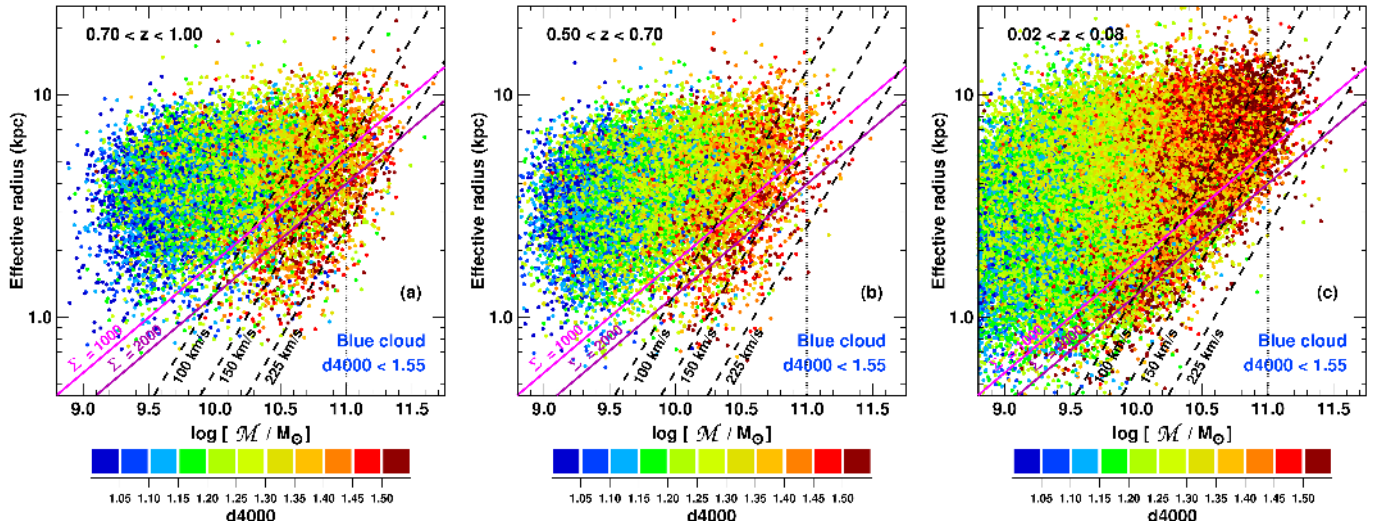 0.70 < z < 1.00
Effective radius (kpc)
10
1.0
(a)
Σ = 1000
Σ = 2000
100 km/s
150 km/s
225 km/s
Blue cloud
d4000 < 1.55
9.0 9.5 10.0 10.5 11.0 11.5
log [ ℳ / M⊙ ]
1.05 1.10 1.15 1.20 1.25 1.30 1.35 1.40 1.45 1.50
d4000
0.50 < z < 0.70
Effective radius (kpc)
10
1.0
(b)
Σ = 1000
Σ = 2000
100 km/s
150 km/s
225 km/s
Blue cloud
d4000 < 1.55
9.0 9.5 10.0 10.5 11.0 11.5
log [ ℳ / M⊙ ]
1.05 1.10 1.15 1.20 1.25 1.30 1.35 1.40 1.45 1.50
d4000
0.02 < z < 0.08
Effective radius (kpc)
10
1.0
(c)
100 km/s
150 km/s
225 km/s
Blue cloud
d4000 < 1.55
9.0 9.5 10.0 10.5 11.0 11.5
log [ ℳ / M⊙ ]
1.05 1.10 1.15 1.20 1.25 1.30 1.35 1.40 1.45 1.50
d4000